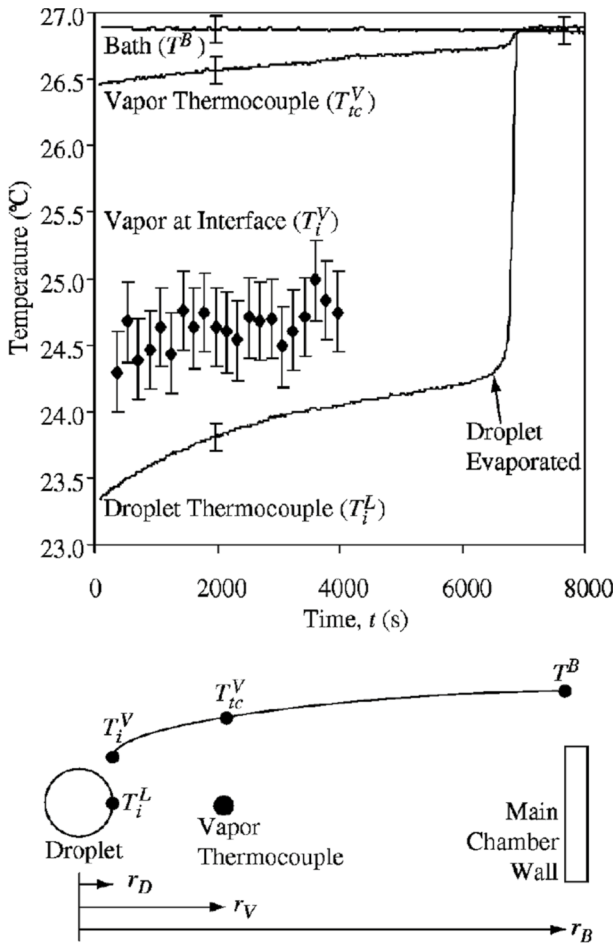 27.0
Bath (T^B)
26.5
Vapor Thermocouple (T_tc^V)
26.0
25.5
Vapor at Interface (T_i^V)
25.0
24.5
24.0
Droplet
Evaporated
23.5
Droplet Thermocouple (T_i^L)
23.0
Temperature (℃)
0 2000 4000 6000 8000
Time, t (s)
T^B
T_tc^V
T_i^V
T_i^L
Droplet
Vapor
Thermocouple
Main
Chamber
Wall
r_D
r_V
r_B